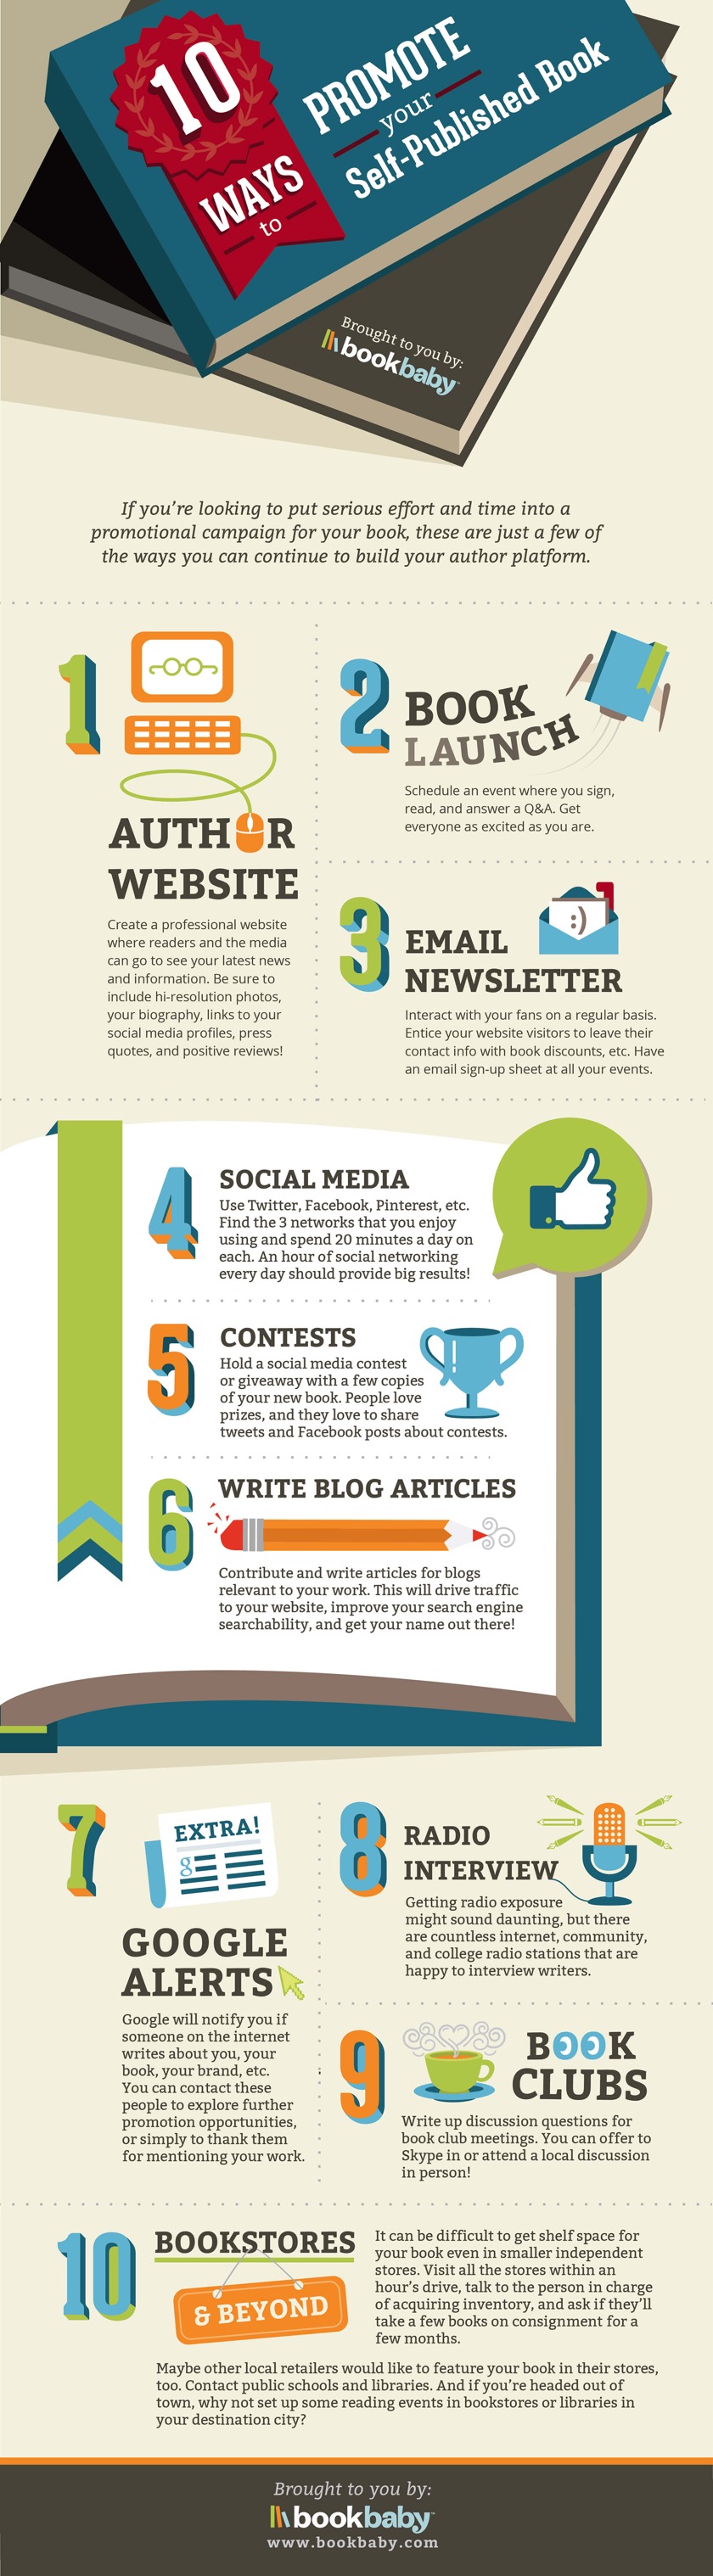 10
WAYS
to
PROMOTE
your
Self-Published Book
Brought to you by:
bookbaby
If you're looking to put serious effort and time into a
promotional campaign for your book, these are just a few of
the ways you can continue to build your author platform.
1
AUTHOR
WEBSITE
Create a professional website
where readers and the media
can go to see your latest news
and information. Be sure to
include hi-resolution photos,
your biography, links to your
social media profiles, press
quotes, and positive reviews!
2
BOOK
LAUNCH
Schedule an event where you sign,
read, and answer a Q&A. Get
everyone as excited as you are.
3
:)
EMAIL
NEWSLETTER
Interact with your fans on a regular basis.
Entice your website visitors to leave their
contact info with book discounts, etc. Have
an email sign-up sheet at all your events.
4
SOCIAL MEDIA
Use Twitter, Facebook, Pinterest, etc.
Find the 3 networks that you enjoy
using and spend 20 minutes a day on
each. An hour of social networking
every day should provide big results!
5
CONTESTS
Hold a social media contest
or giveaway with a few copies
of your new book. People love
prizes, and they love to share
tweets and Facebook posts about contests.
6
WRITE BLOG ARTICLES
Contribute and write articles for blogs
relevant to your work. This will drive traffic
to your website, improve your search engine
searchability, and get your name out there!
7
EXTRA!
g
GOOGLE
ALERTS
Google will notify you if
someone on the internet
writes about you, your
book, your brand, etc.
You can contact these
people to explore further
promotion opportunities,
or simply to thank them
for mentioning your work.
8
RADIO
INTERVIEW
Getting radio exposure
might sound daunting, but there
are countless internet, community,
and college radio stations that are
happy to interview writers.
9
BOOK
CLUBS
Write up discussion questions for
book club meetings. You can offer to
Skype in or attend a local discussion
in person!
10
BOOKSTORES
& BEYOND
It can be difficult to get shelf space for
your book even in smaller independent
stores. Visit all the stores within an
hour's drive, talk to the person in charge
of acquiring inventory, and ask if they'll
take a few books on consignment for a
few months.
Maybe other local retailers would like to feature your book in their stores,
too. Contact public schools and libraries. And if you're headed out of
town, why not set up some reading events in bookstores or libraries in
your destination city?
Brought to you by:
bookbaby
www.bookbaby.com